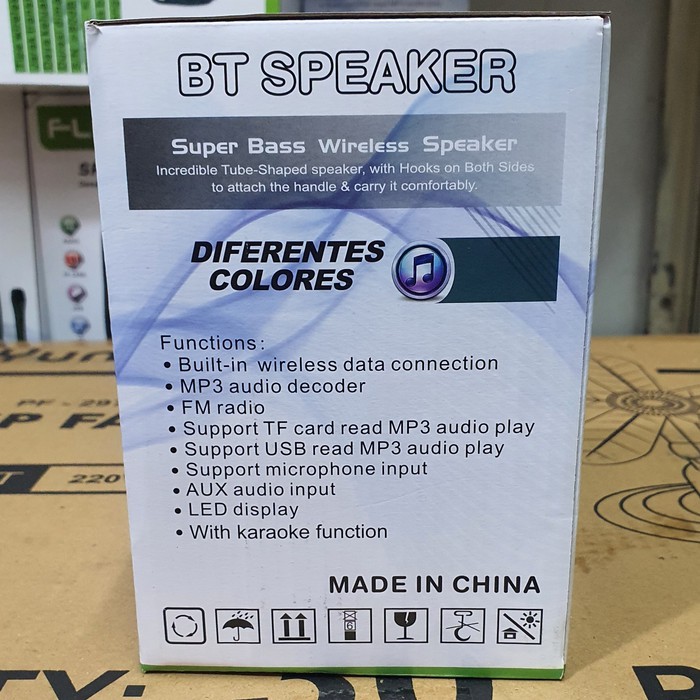 BT SPEAKER
Super Bass Wireless Speaker
Incredible Tube-Shaped speaker, with Hooks on Both Sides
to attach the handle & carry it comfortably.
DIFERENTES
COLORES
Functions:
• Built-in wireless data connection
• MP3 audio decoder
• FM radio
• Support TF card read MP3 audio play
• Support USB read MP3 audio play
• Support microphone input
• AUX audio input
• LED display
• With karaoke function
MADE IN CHINA
6
FL
220